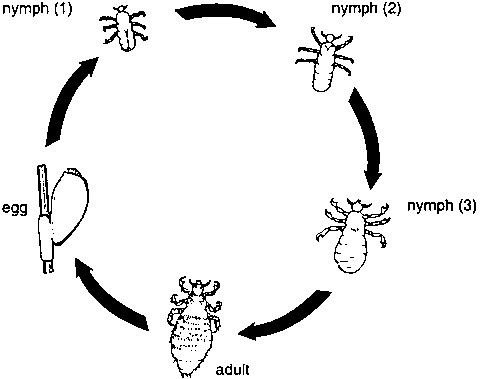 nymph (1)
nymph (2)
nymph (3)
adult
egg